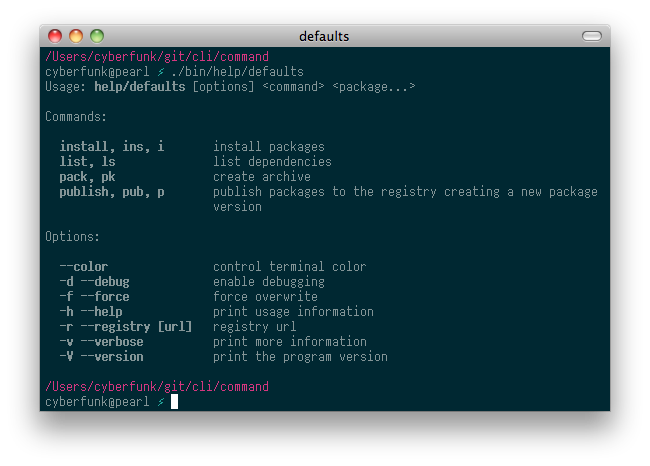 defaults
/Users/cyberfunk/git/cli/command
cyberfunk@pearl ⚡ ./bin/help/defaults
Usage: help/defaults [options] <command> <package...>
Commands:
install, ins, i install packages
list, ls list dependencies
pack, pk create archive
publish, pub, p publish packages to the registry creating a new package
version
Options:
--color control terminal color
-d --debug enable debugging
-f --force force overwrite
-h --help print usage information
-r --registry [url] registry url
-v --verbose print more information
-V --version print the program version
/Users/cyberfunk/git/cli/command
cyberfunk@pearl ⚡